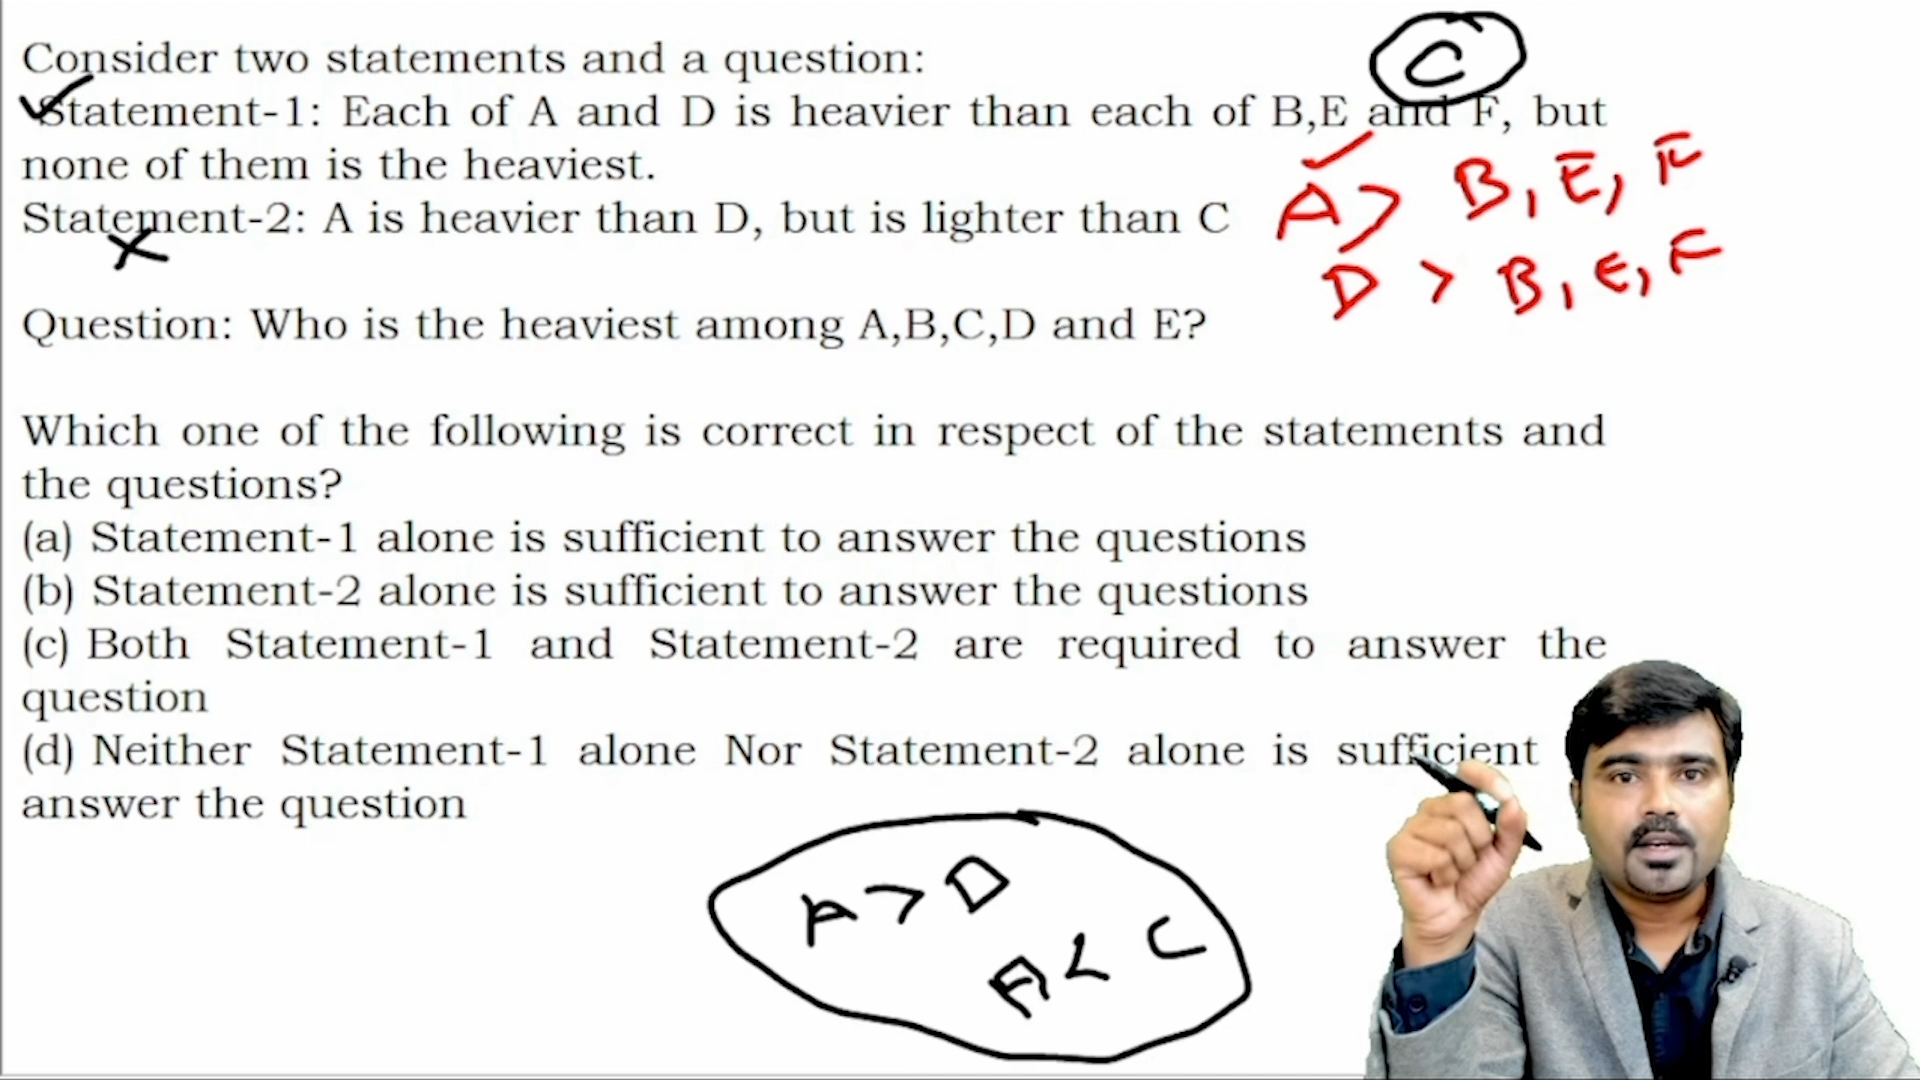 Consider two statements and a question:
C
Statement-1: Each of A and D is heavier than each of B,E and F, but
none of them is the heaviest.
A > B, E, F
Statement-2: A is heavier than D, but is lighter than C
D > B, E, F
Question: Who is the heaviest among A,B,C,D and E?
Which one of the following is correct in respect of the statements and
the questions?
(a) Statement-1 alone is sufficient to answer the questions
(b) Statement-2 alone is sufficient to answer the questions
(c) Both Statement-1 and Statement-2 are required to answer the
question
(d) Neither Statement-1 alone Nor Statement-2 alone is sufficient
answer the question
A > D
A < C